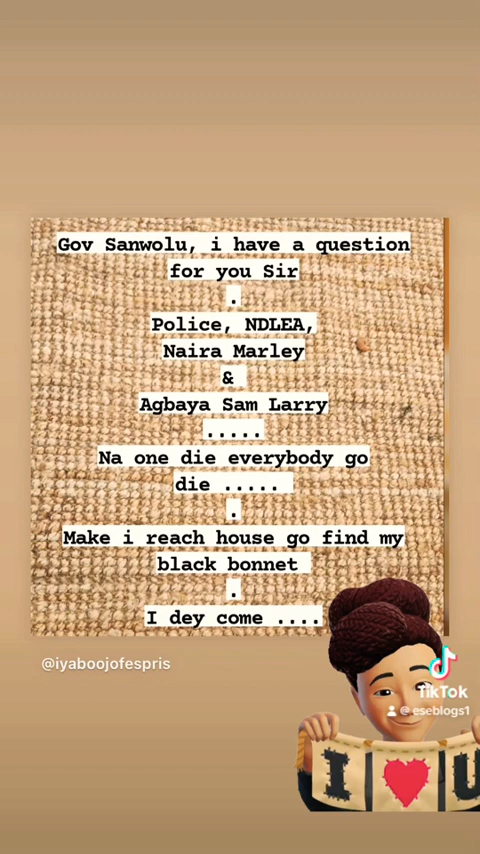 Gov Sanwolu, i have a question
for you Sir
.
Police, NDLEA,
Naira Marley
&
Agbaya Sam Larry
.....
Na one die everybody go
die .....
.
Make i reach house go find my
black bonnet
.
I dey come ....
@iyaboojofespris
TikTok
@eseblogs1
I ❤ U